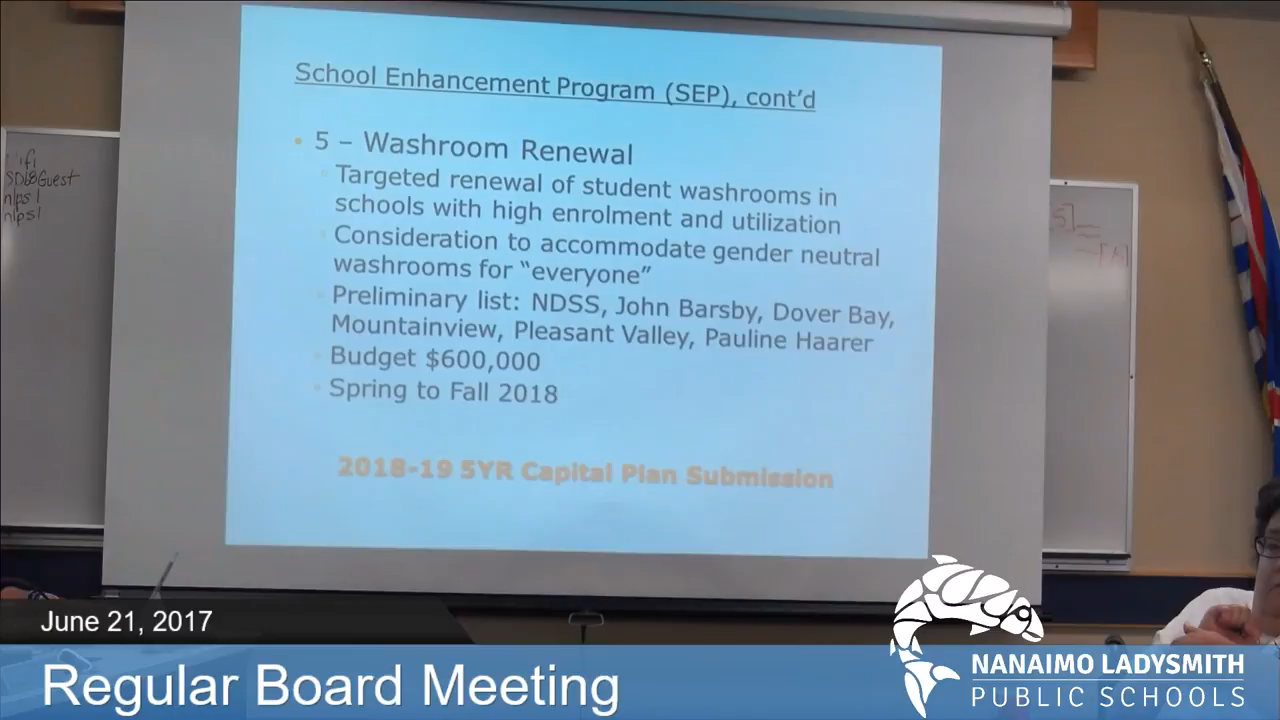 School Enhancement Program (SEP), cont'd
5 – Washroom Renewal
Targeted renewal of student washrooms in
schools with high enrolment and utilization
Consideration to accommodate gender neutral
washrooms for “everyone”
Preliminary list: NDSS, John Barsby, Dover Bay,
Mountainview, Pleasant Valley, Pauline Haarer
Budget $600,000
Spring to Fall 2018
2018-19 5YR Capital Plan Submission
SD68Guest
nlps1
nlps1
June 21, 2017
Regular Board Meeting
NANAIMO LADYSMITH
PUBLIC SCHOOLS